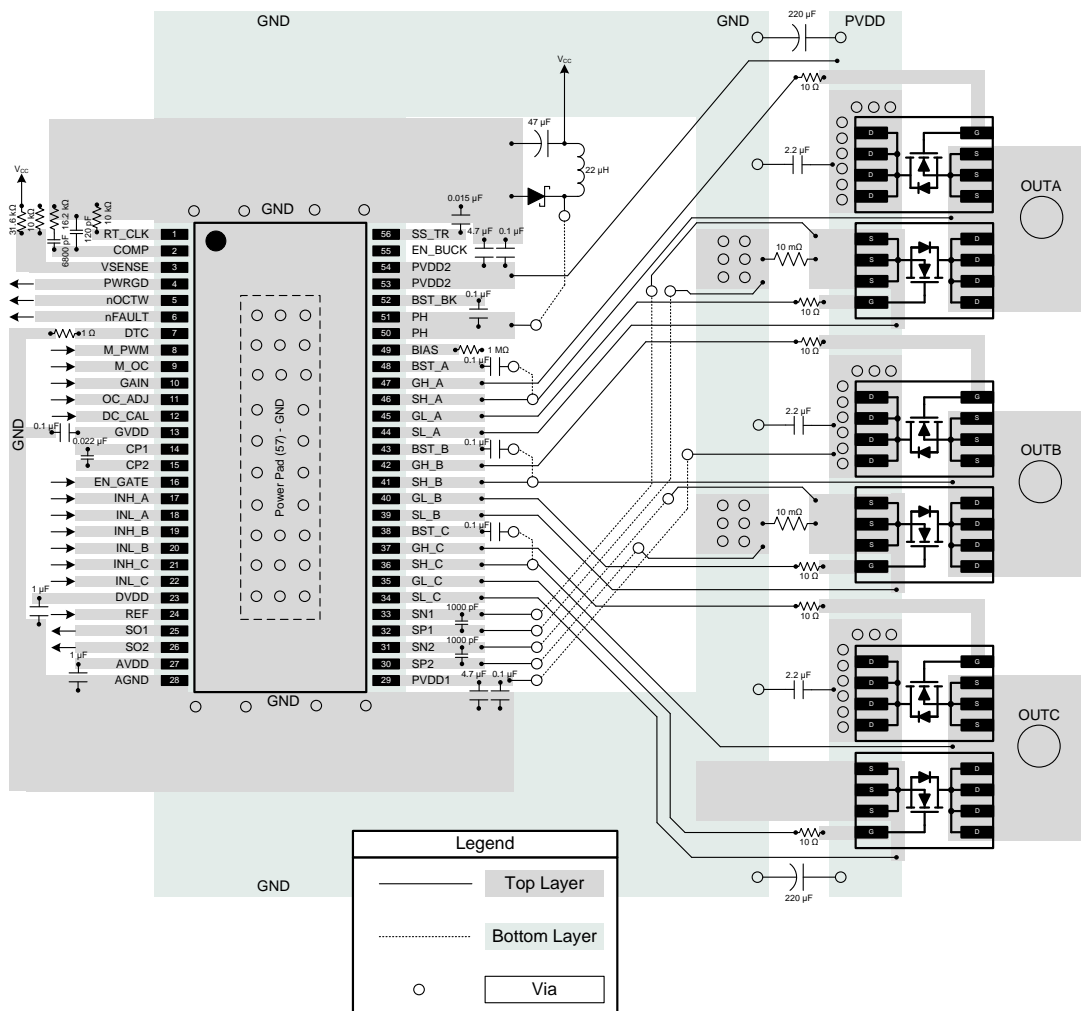 GND
GND
220 µF
PVDD
VCC
10 Ω
47 µF
22 µH
2.2 µF
D
D
D
D
G
S
S
S
OUTA
VCC
31.6 kΩ
10 kΩ
16.2 kΩ
6800 pF
120 pF
10 kΩ
GND
0.015 µF
4.7 µF
0.1 µF
RT_CLK
1
56
SS_TR
COMP
2
55
EN_BUCK
VSENSE
3
54
PVDD2
PWRGD
4
53
PVDD2
nOCTW
5
52
BST_BK
0.1 µF
nFAULT
6
51
PH
1 Ω
DTC
7
50
PH
M_PWM
8
49
BIAS
1 MΩ
M_OC
9
48
BST_A
0.1 µF
GAIN
10
47
GH_A
OC_ADJ
11
46
SH_A
DC_CAL
12
45
GL_A
0.1 µF
GVDD
13
44
SL_A
0.022 µF
CP1
14
43
BST_B
0.1 µF
CP2
15
42
GH_B
EN_GATE
16
41
SH_B
INH_A
17
40
GL_B
INL_A
18
39
SL_B
INH_B
19
38
BST_C
0.1 µF
INL_B
20
37
GH_C
INH_C
21
36
SH_C
INL_C
22
35
GL_C
1 µF
DVDD
23
34
SL_C
REF
24
33
SN1
1000 pF
SO1
25
32
SP1
SO2
26
31
SN2
1000 pF
1 µF
AVDD
27
30
SP2
AGND
28
29
PVDD1
4.7 µF
0.1 µF
GND
Power Pad (57) - GND
GND
10 mΩ
S
S
S
G
D
D
D
D
10 Ω
10 Ω
2.2 µF
D
D
D
D
G
S
S
S
OUTB
10 mΩ
S
S
S
G
D
D
D
D
10 Ω
10 Ω
2.2 µF
D
D
D
D
G
S
S
S
OUTC
S
S
S
G
D
D
D
D
10 Ω
220 µF
GND
Legend
Top Layer
Bottom Layer
Via